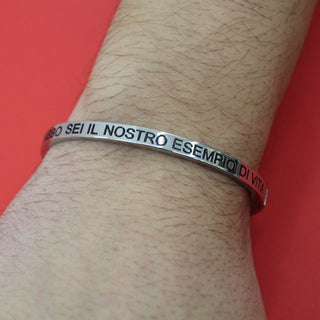 SEI IL NOSTRO ESEMPIO DI VITA